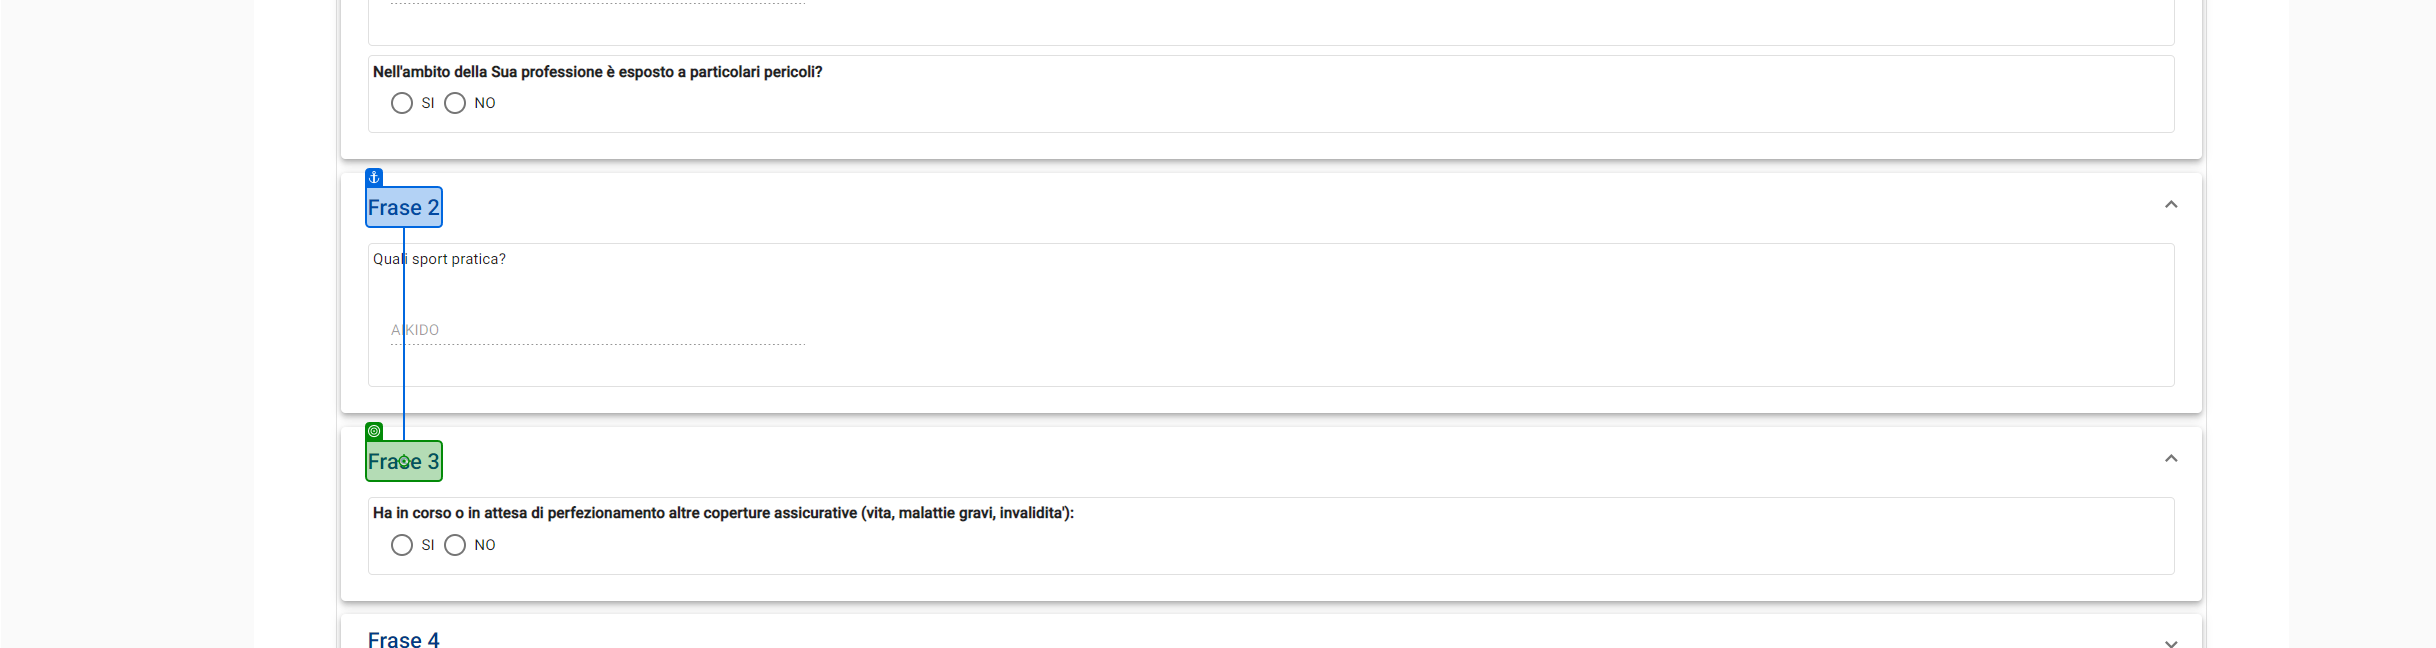 Nell'ambito della Sua professione è esposto a particolari pericoli?
SI NO
Frase 2
Quali sport pratica?
AIKIDO
Frase 3
Ha in corso o in attesa di perfezionamento altre coperture assicurative (vita, malattie gravi, invalidita'):
SI NO
Frase 4